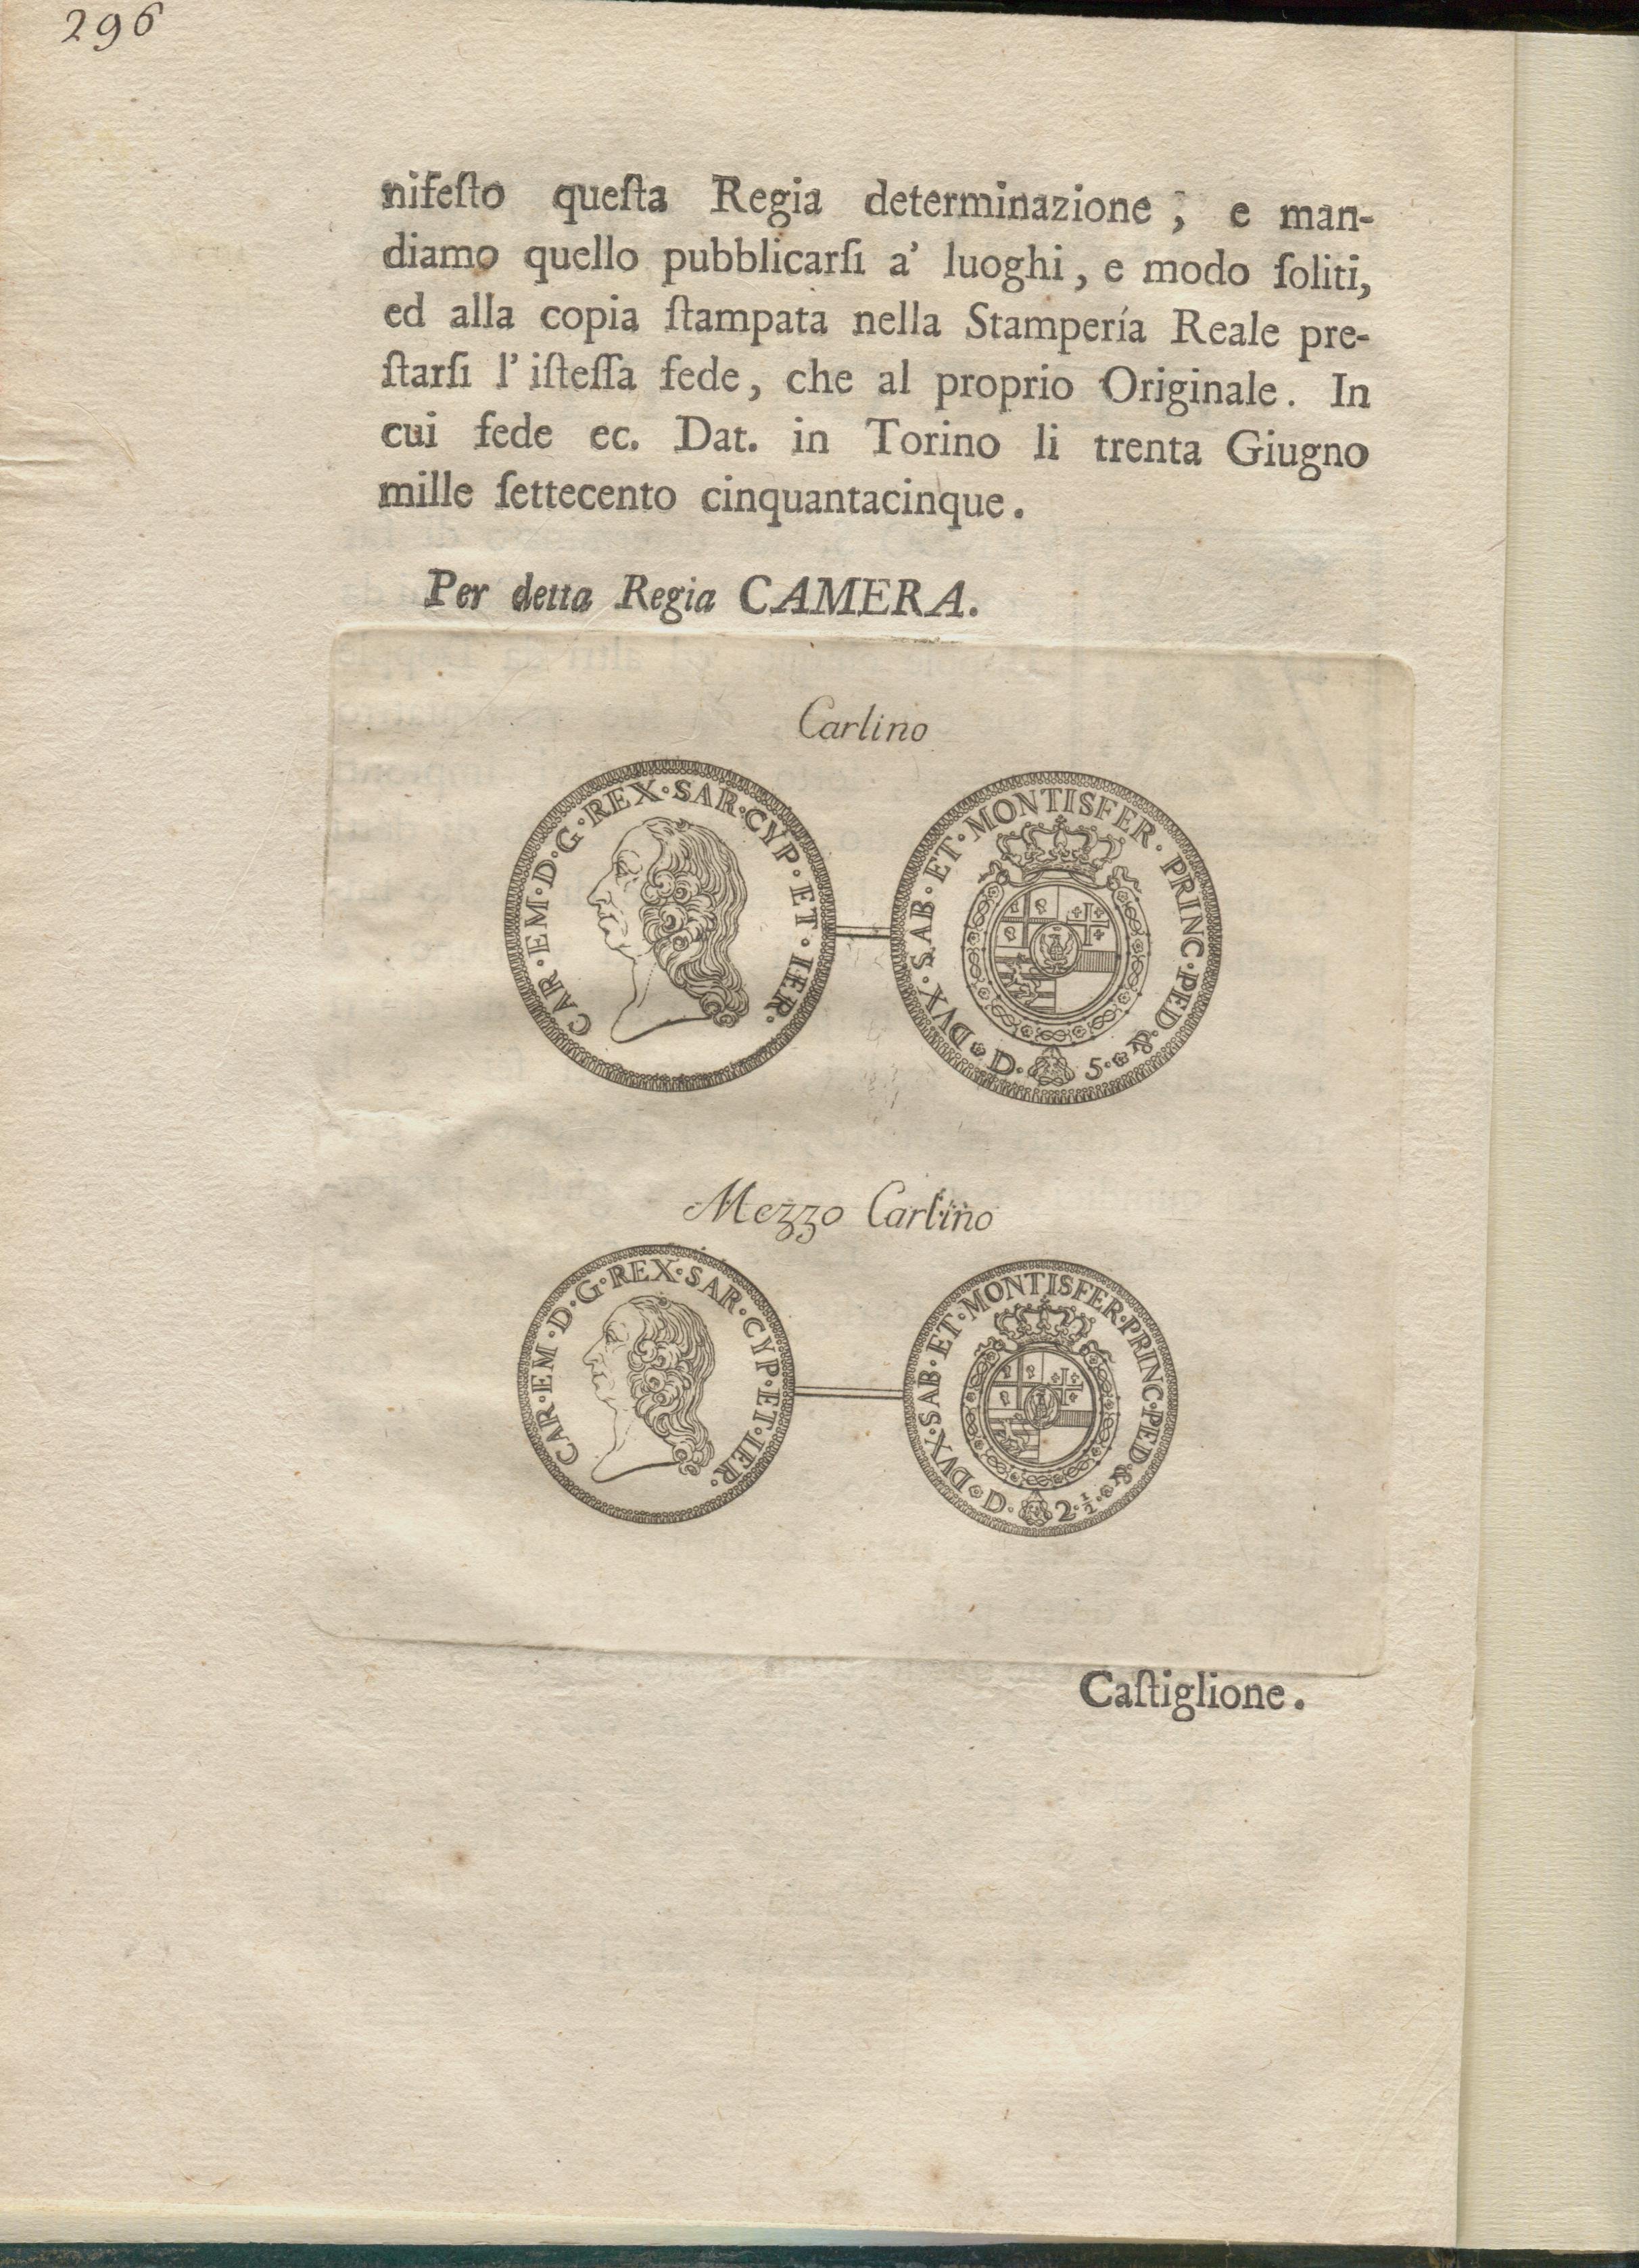 296
nifeſto queſta Regia determinazione, e man-
diamo quello pubblicarſi a' luoghi, e modo ſoliti,
ed alla copia ſtampata nella Stampería Reale pre-
ſtarſi l' iſteſſa fede, che al proprio Originale. In
cui fede ec. Dat. in Torino li trenta Giugno
mille ſettecento cinquantacinque.
Per detta Regia CAMERA.
Carlino
CAR·EM·D·G·REX·SAR·CYP·ET·IER·
DVX·SAB·ET·MONTISFER·PRINC·PED·&·
D. 5.
Mezzo Carlino
CAR·EM·D·G·REX·SAR·CYP·ET·IER·
DVX·SAB·ET·MONTISFER·PRINC·PED·&·
D. 2·½·
Caſtiglione.